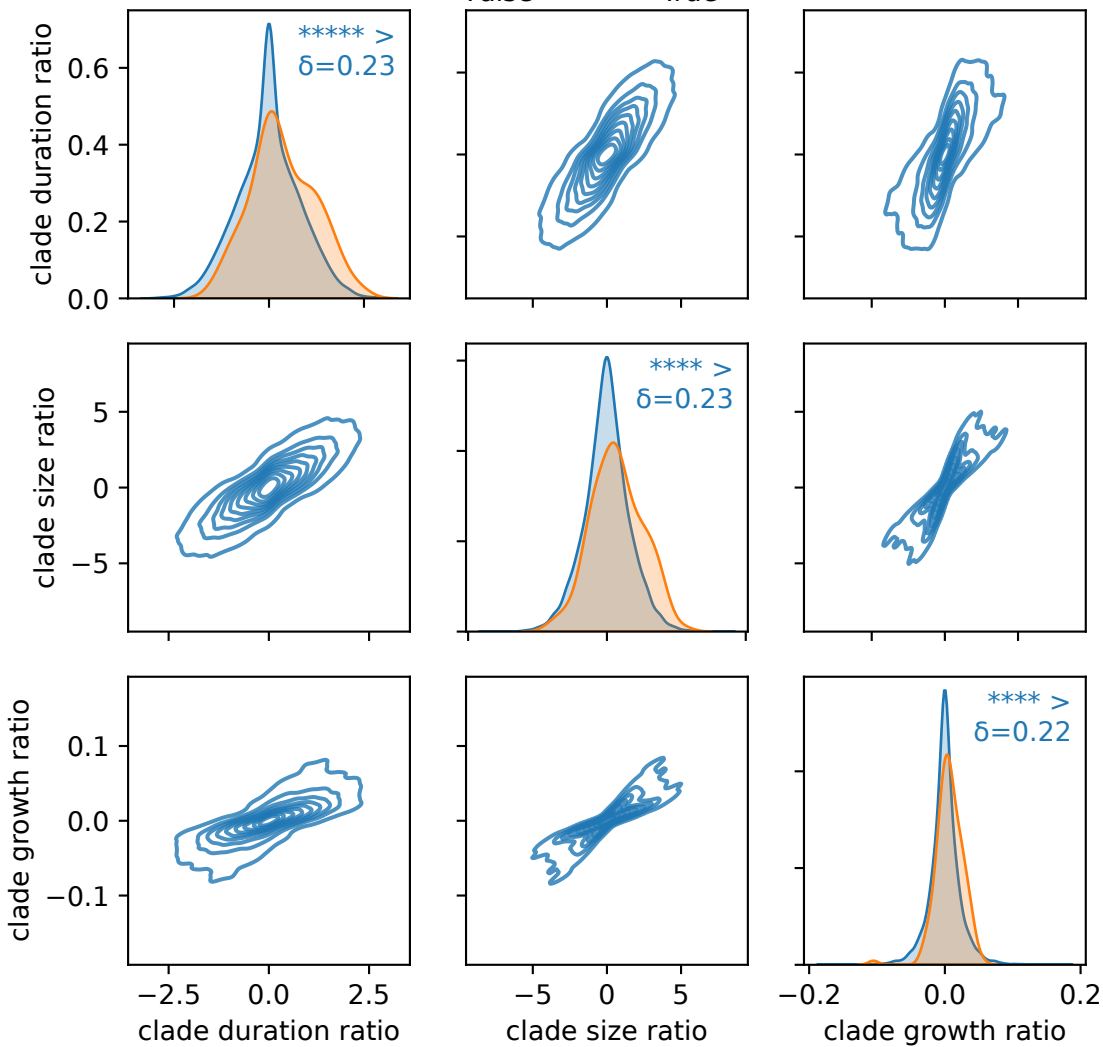 clade duration ratio
0.6
0.4
0.2
0.0
***** >
δ=0.23
clade size ratio
5
0
−5
**** >
δ=0.23
clade growth ratio
0.1
0.0
−0.1
**** >
δ=0.22
−2.5 0.0 2.5
−5 0 5
−0.2 0.0 0.2
clade duration ratio
clade size ratio
clade growth ratio